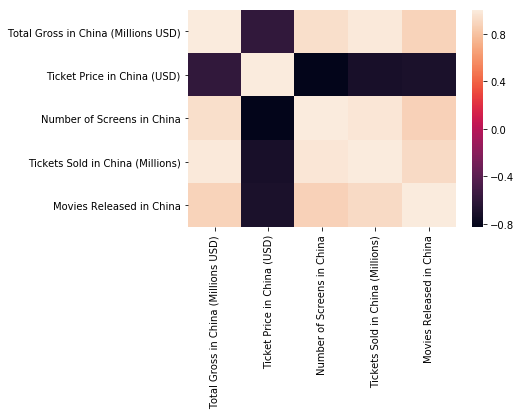 Total Gross in China (Millions USD)
Ticket Price in China (USD)
Number of Screens in China
Tickets Sold in China (Millions)
Movies Released in China
0.8
0.4
0.0
−0.4
−0.8
Total Gross in China (Millions USD)
Ticket Price in China (USD)
Number of Screens in China
Tickets Sold in China (Millions)
Movies Released in China